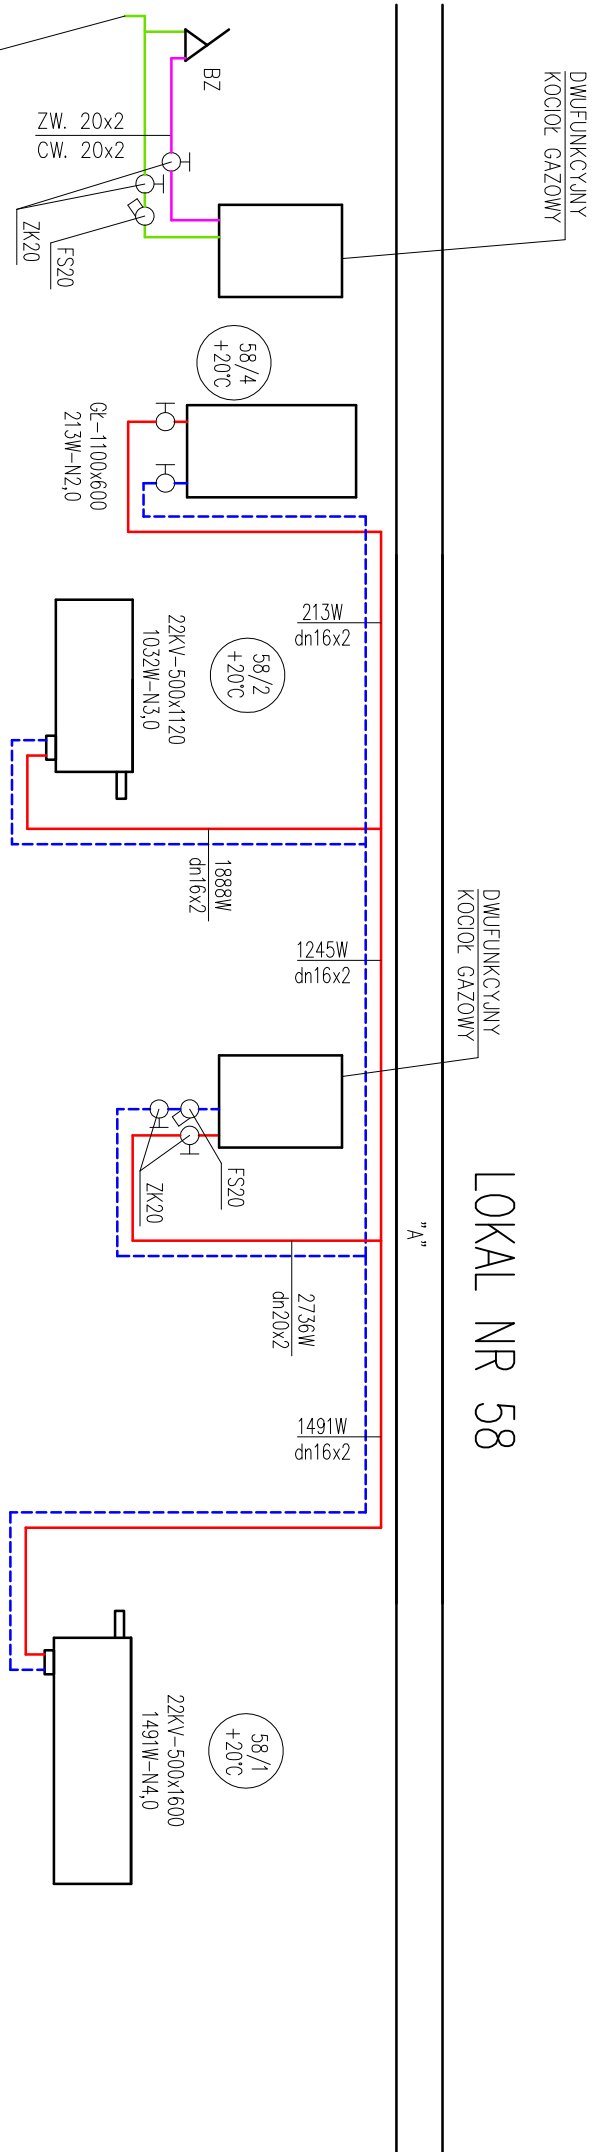 LOKAL NR 58
"A"
DWUFUNKCYJNY
KOCIOŁ GAZOWY
DWUFUNKCYJNY
KOCIOŁ GAZOWY
BZ
ZW. 20x2
CW. 20x2
ZK20
FS20
58/4
+20°C
GŁ-1100x600
213W-N2,0
213W
dn16x2
58/2
+20°C
22KV-500x1120
1032W-N3,0
1888W
dn16x2
1245W
dn16x2
FS20
ZK20
2736W
dn20x2
1491W
dn16x2
58/1
+20°C
22KV-500x1600
1491W-N4,0